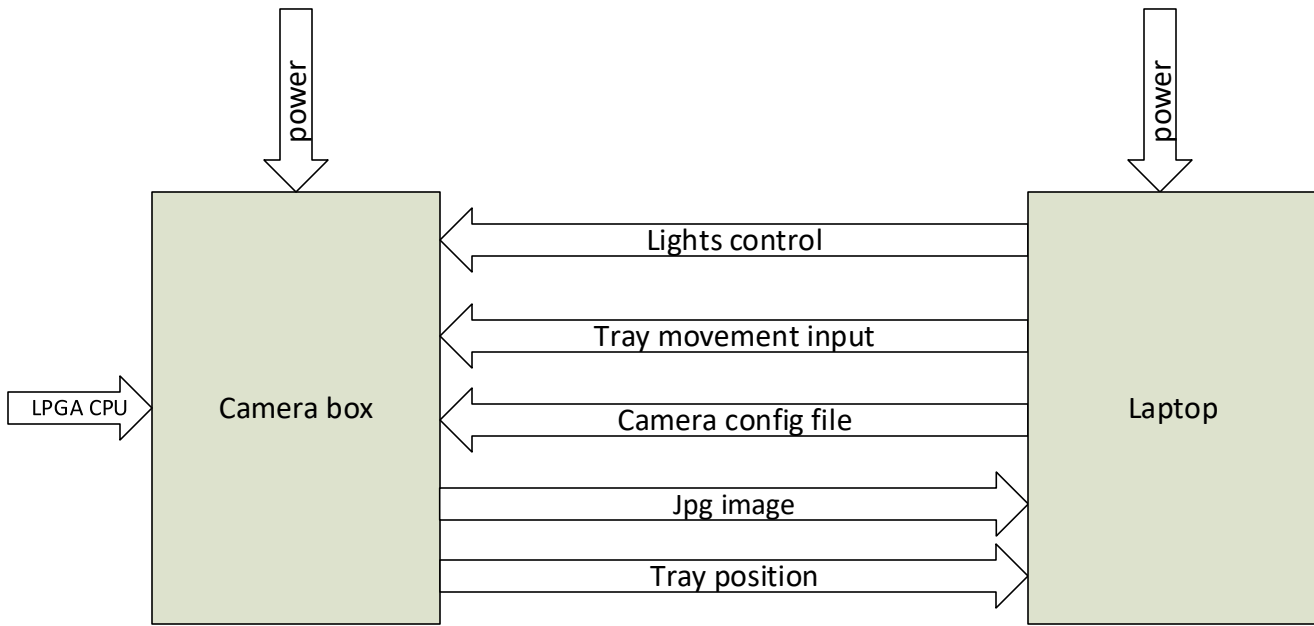 power
power
Lights control
Tray movement input
LPGA CPU
Camera box
Camera config file
Laptop
Jpg image
Tray position